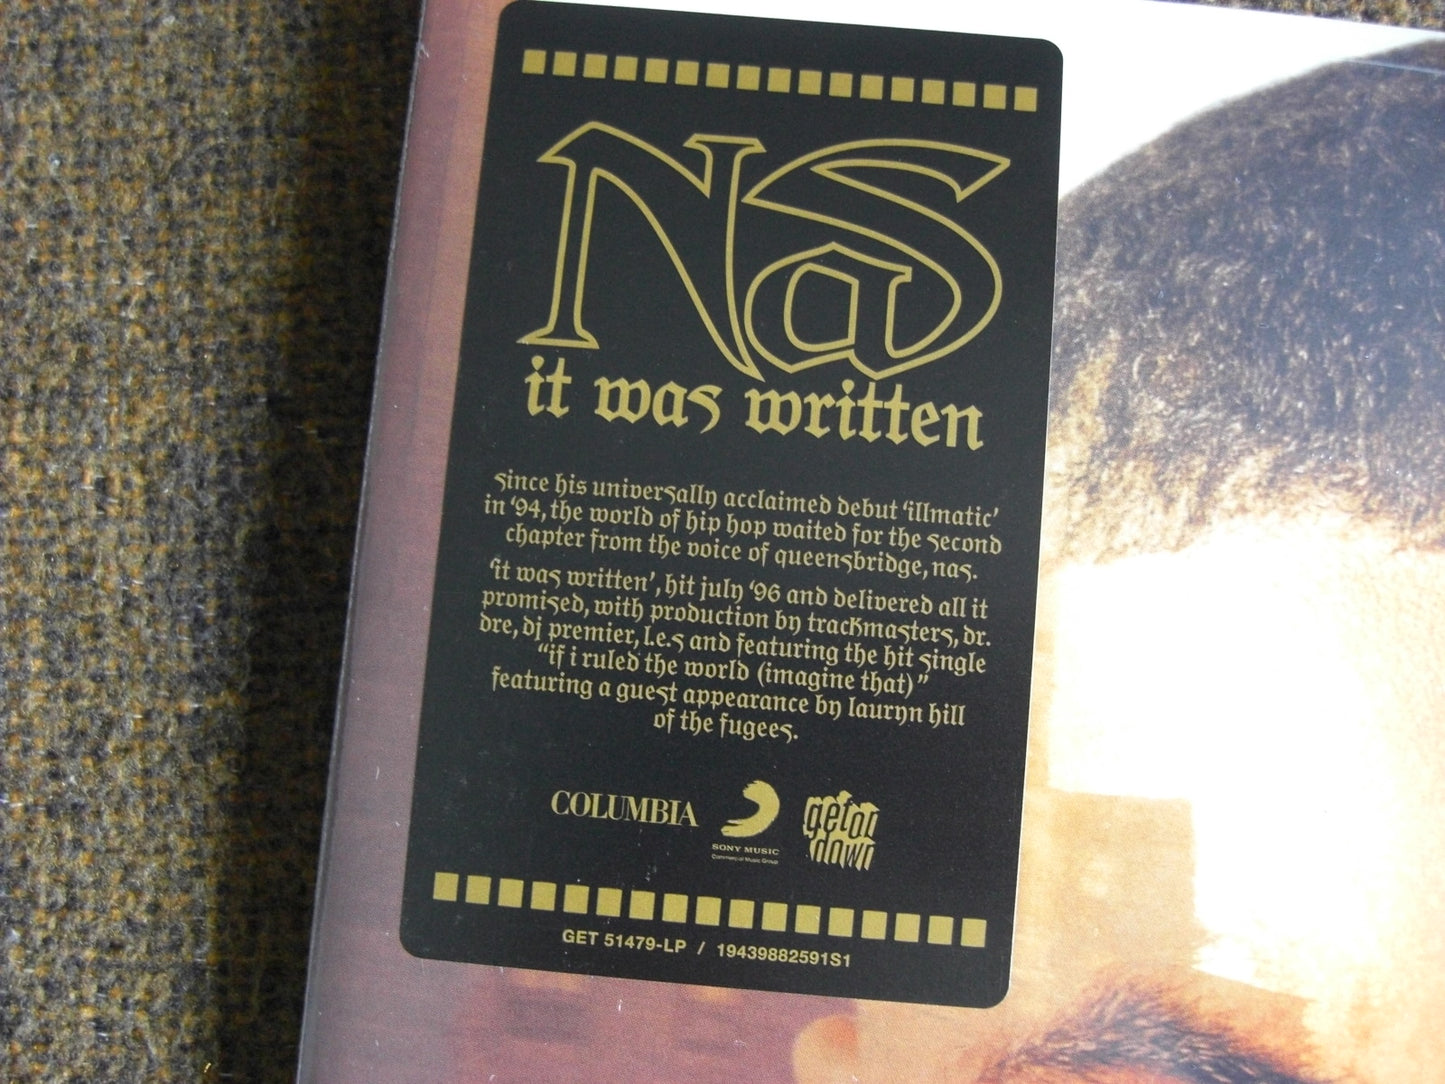 NaS
it was written
since his universally acclaimed debut 'illmatic'
in '94, the world of hip hop waited for the second
chapter from the voice of queensbridge, nas.
'it was written', hit july '96 and delivered all it
promised, with production by trackmasters, dr.
dre, dj premier, l.e.s and featuring the hit single
"if i ruled the world (imagine that)"
featuring a guest appearance by lauryn hill
of the fugees.
COLUMBIA
SONY MUSIC
Commercial Music Group
get on
down
GET 51479-LP / 19439882591S1